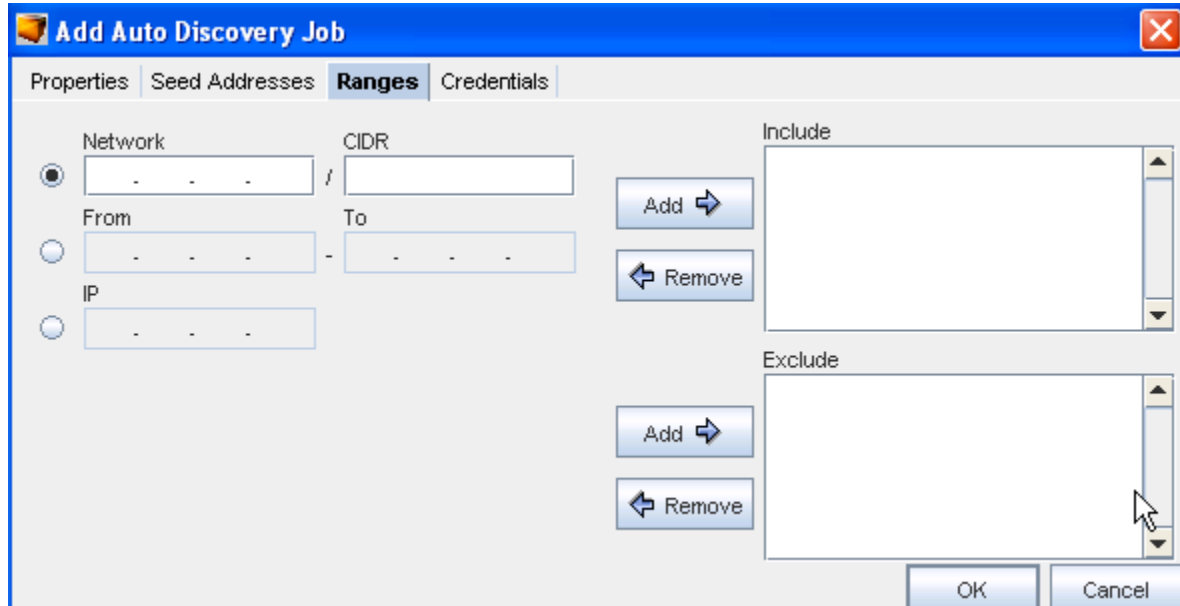 Add Auto Discovery Job
Properties Seed Addresses Ranges Credentials
Network CIDR Include
. . . /
Add
From To
. . . - . . .
Remove
IP
. . .
Exclude
Add
Remove
OK Cancel